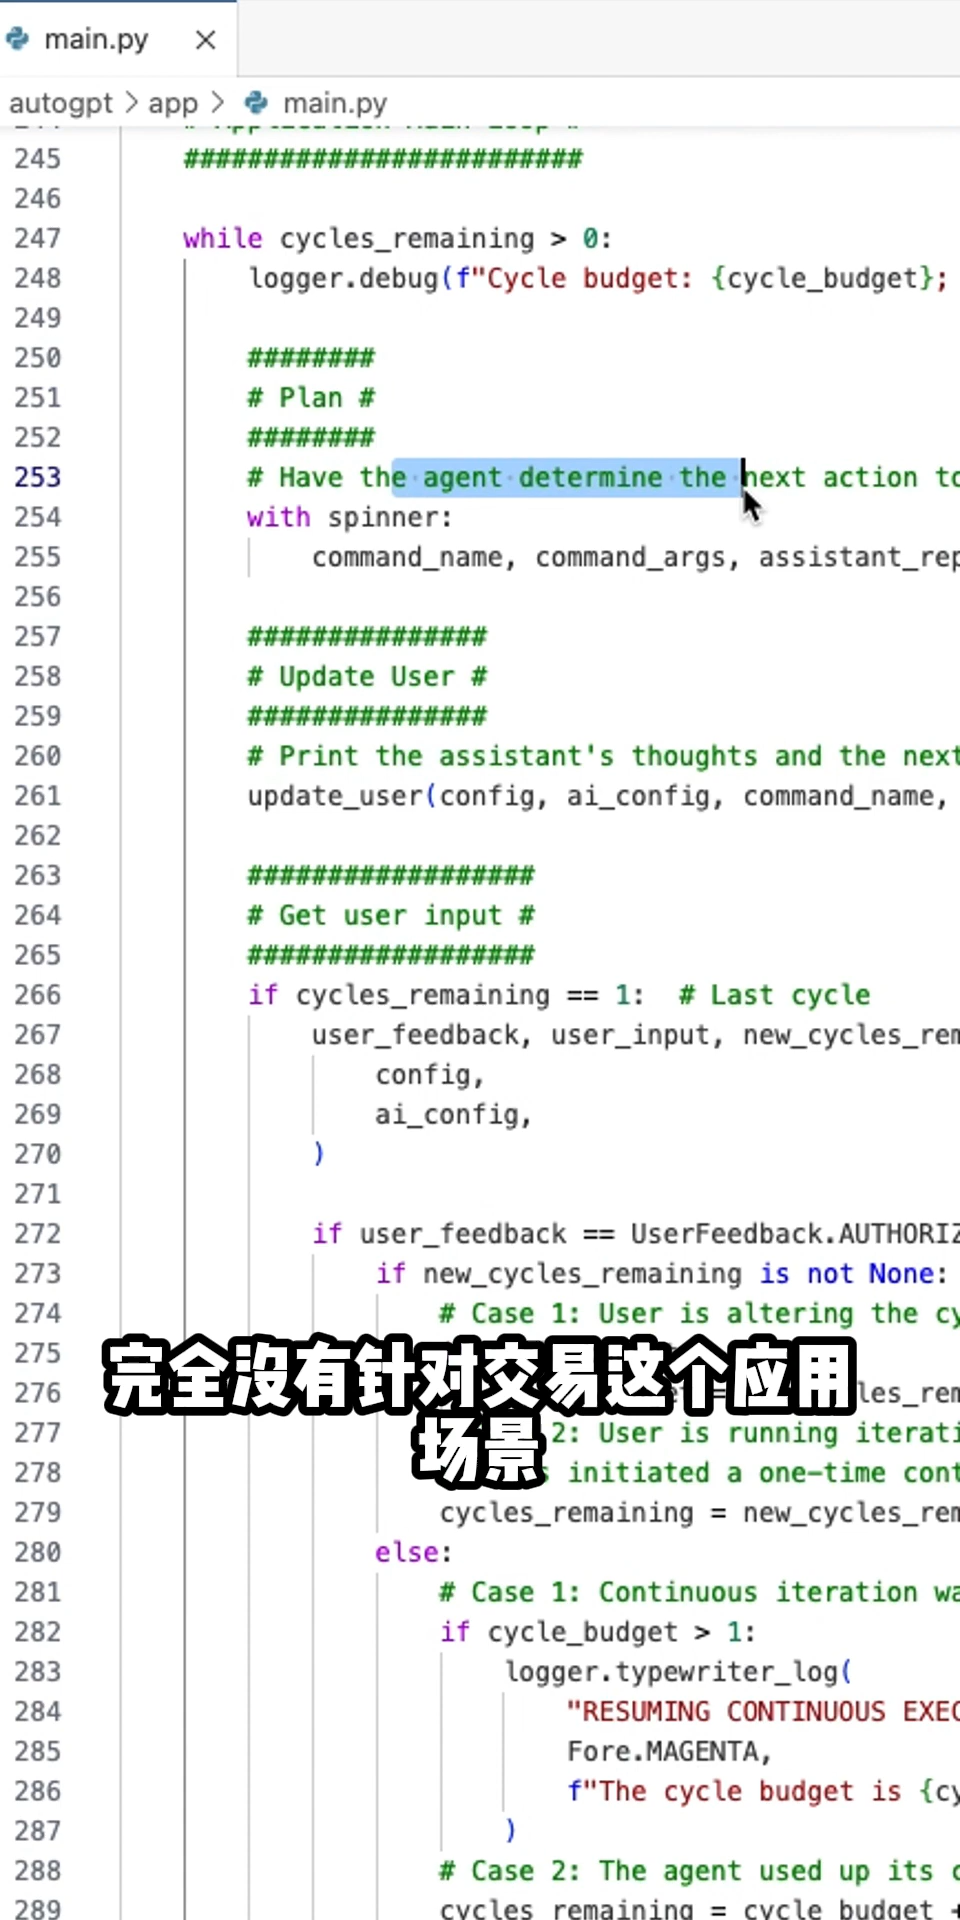 main.py
autogpt > app > main.py
245 #########################
246
247 while cycles_remaining > 0:
248 logger.debug(f"Cycle budget: {cycle_budget};
249
250 ########
251 # Plan #
252 ########
253 # Have the agent determine the next action to
254 with spinner:
255 command_name, command_args, assistant_rep
256
257 ###############
258 # Update User #
259 ###############
260 # Print the assistant's thoughts and the next
261 update_user(config, ai_config, command_name,
262
263 ##################
264 # Get user input #
265 ##################
266 if cycles_remaining == 1:  # Last cycle
267 user_feedback, user_input, new_cycles_rem
268 config,
269 ai_config,
270 )
271
272 if user_feedback == UserFeedback.AUTHORIZ
273 if new_cycles_remaining is not None:
274 # Case 1: User is altering the cy
275
完全没有针对交易这个应用
276 = les_rem
场景
277 2: User is running iterati
278 initiated a one-time cont
279 cycles_remaining = new_cycles_rem
280 else:
281 # Case 1: Continuous iteration wa
282 if cycle_budget > 1:
283 logger.typewriter_log(
284 "RESUMING CONTINUOUS EXEC
285 Fore.MAGENTA,
286 f"The cycle budget is {cy
287 )
288 # Case 2: The agent used up its c
289 cycles_remaining = cycle_budget +